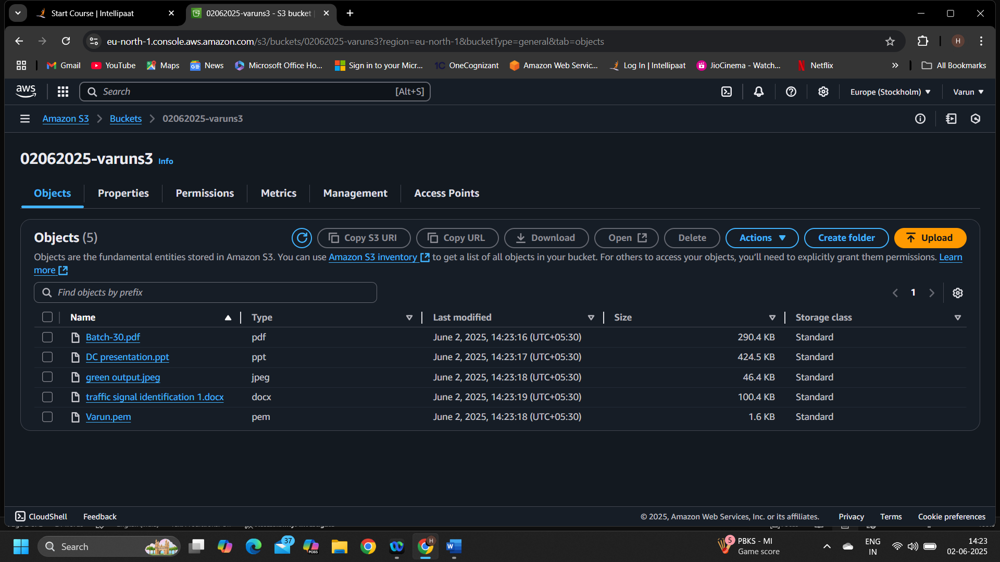 Start Course | Intellipaat
02062025-varuns3 - S3 bucket
eu-north-1.console.aws.amazon.com/s3/buckets/02062025-varuns3?region=eu-north-1&bucketType=general&tab=objects
H
Gmail
YouTube
Maps
News
Microsoft Office Ho...
Sign in to your Micr...
1C OneCognizant
Amazon Web Servic...
Log In | Intellipaat
JioCinema - Watch...
Netflix
All Bookmarks
aws
Search
[Alt+S]
Europe (Stockholm)
Varun
Amazon S3
Buckets
02062025-varuns3
02062025-varuns3 Info
Objects
Properties
Permissions
Metrics
Management
Access Points
Objects (5)
Copy S3 URI
Copy URL
Download
Open
Delete
Actions
Create folder
Upload
Objects are the fundamental entities stored in Amazon S3. You can use Amazon S3 inventory to get a list of all objects in your bucket. For others to access your objects, you’ll need to explicitly grant them permissions. Learn
more
Find objects by prefix
1
Name Type Last modified Size Storage class
Batch-30.pdf pdf June 2, 2025, 14:23:16 (UTC+05:30) 290.4 KB Standard
DC presentation.ppt ppt June 2, 2025, 14:23:17 (UTC+05:30) 424.5 KB Standard
green output.jpeg jpeg June 2, 2025, 14:23:18 (UTC+05:30) 46.4 KB Standard
traffic signal identification 1.docx docx June 2, 2025, 14:23:19 (UTC+05:30) 100.4 KB Standard
Varun.pem pem June 2, 2025, 14:23:18 (UTC+05:30) 1.6 KB Standard
CloudShell
Feedback
© 2025, Amazon Web Services, Inc. or its affiliates.
Privacy
Terms
Cookie preferences
Search
37
M365
H
W
5
PBKS - MI
Game score
ENG
IN
14:23
02-06-2025